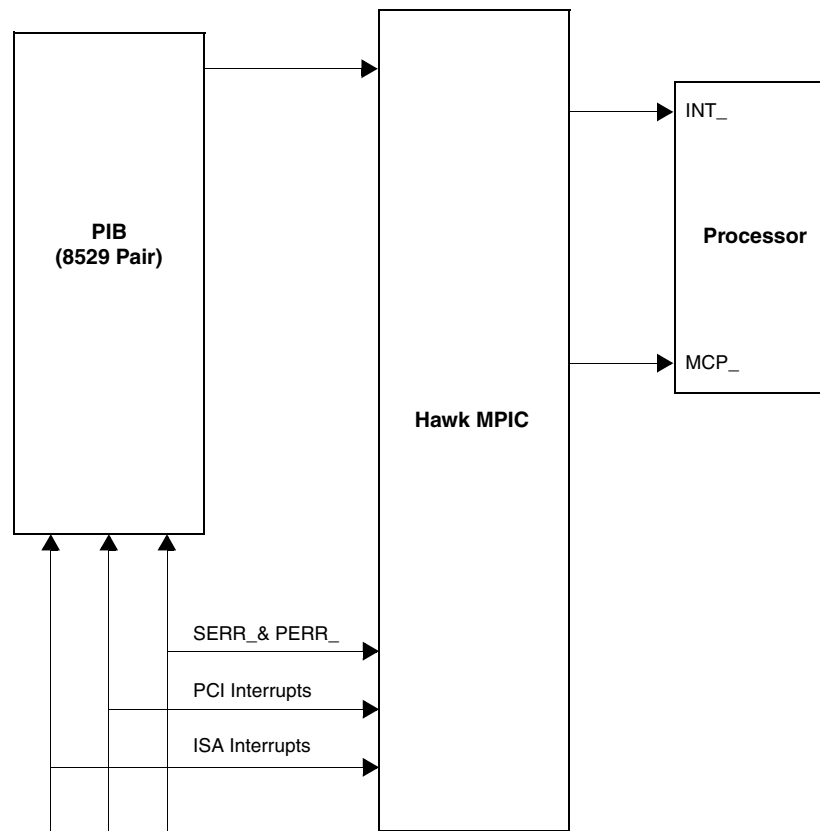 INT_
PIB
(8529 Pair)
Processor
MCP_
Hawk MPIC
SERR_& PERR_
PCI Interrupts
ISA Interrupts